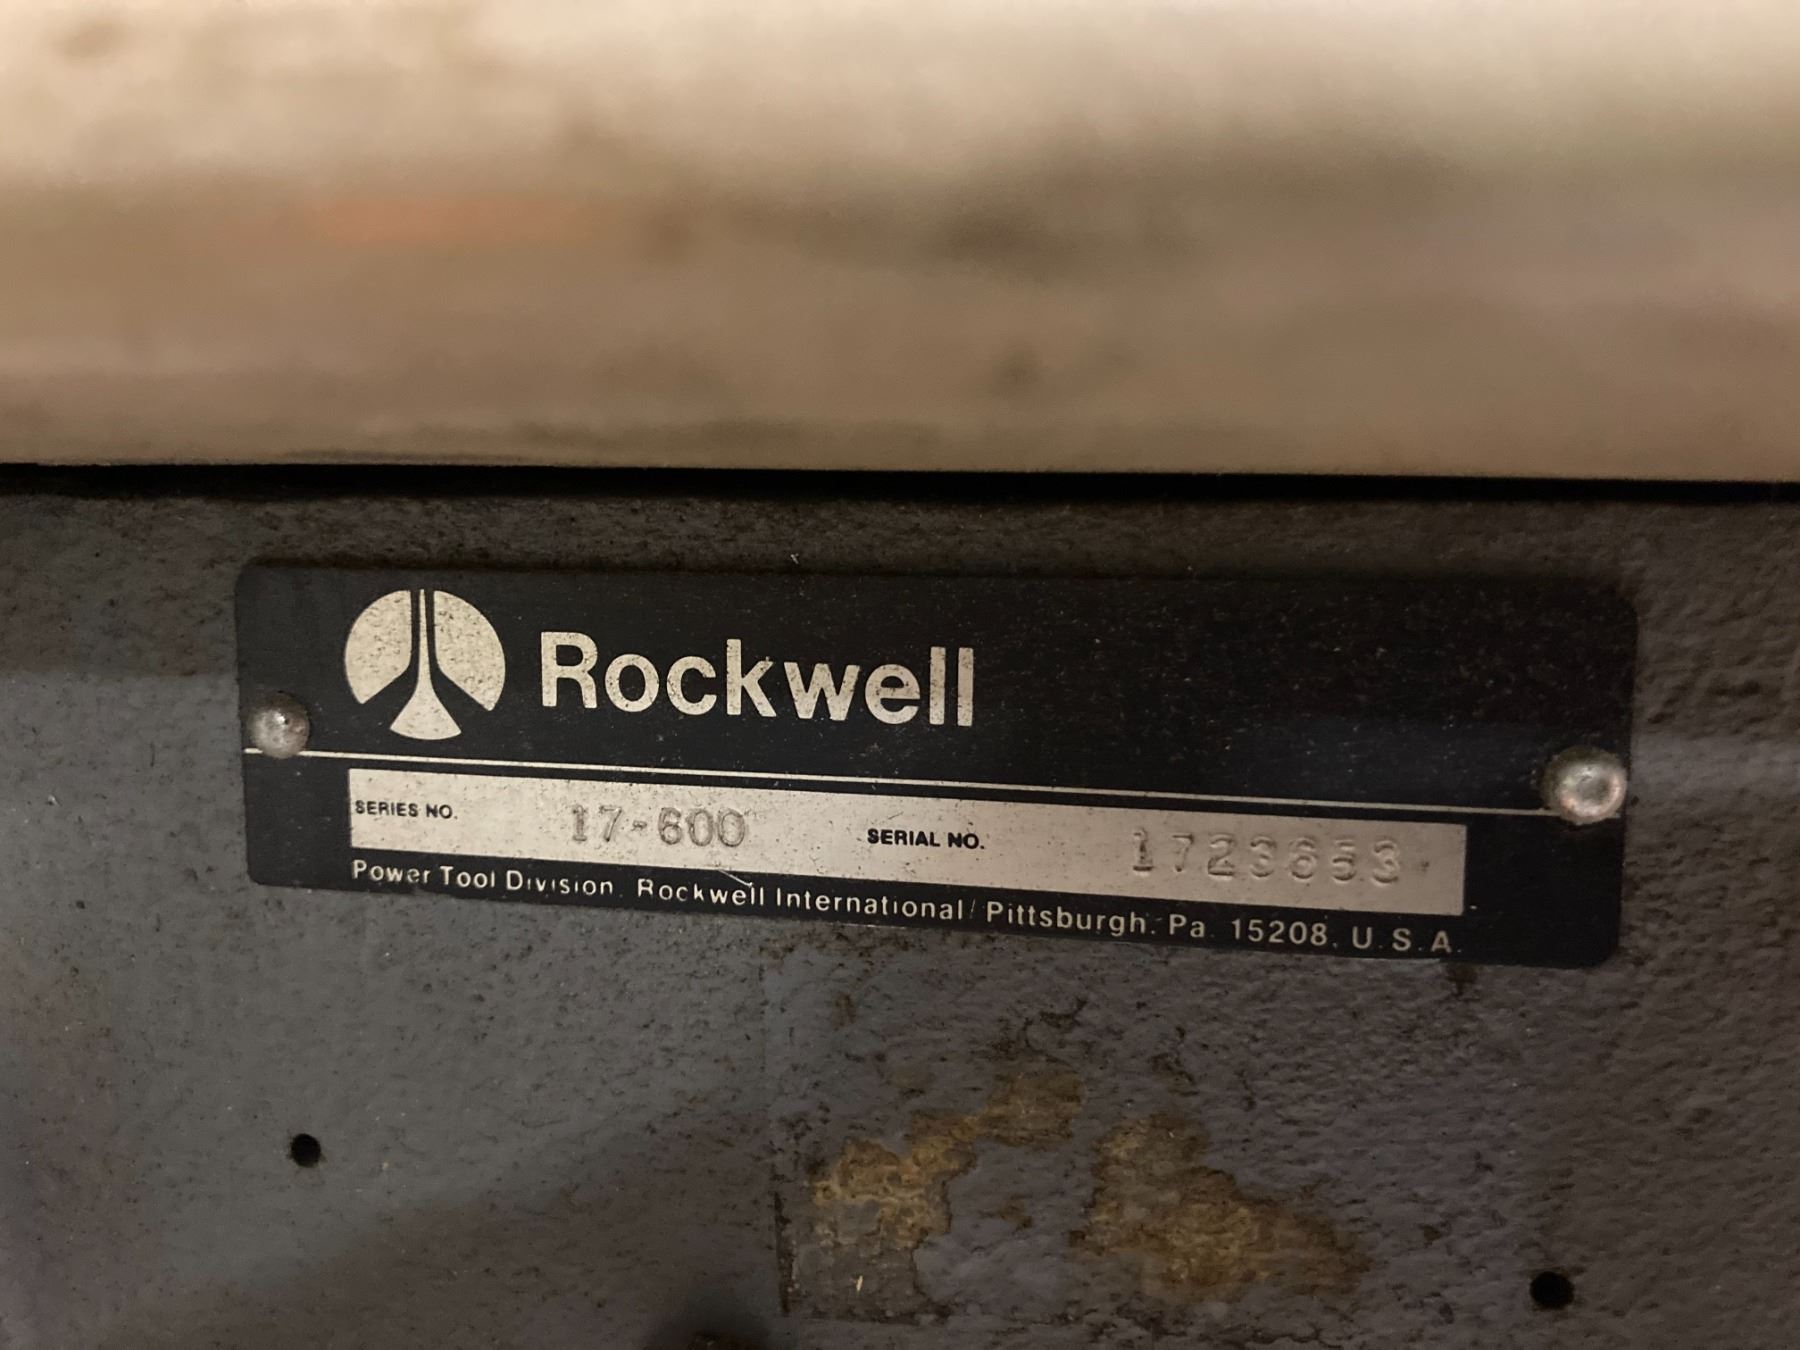 Rockwell
SERIES NO. 17-600 SERIAL NO. 1723653
Power Tool Division, Rockwell International/Pittsburgh, Pa. 15208, U.S.A.